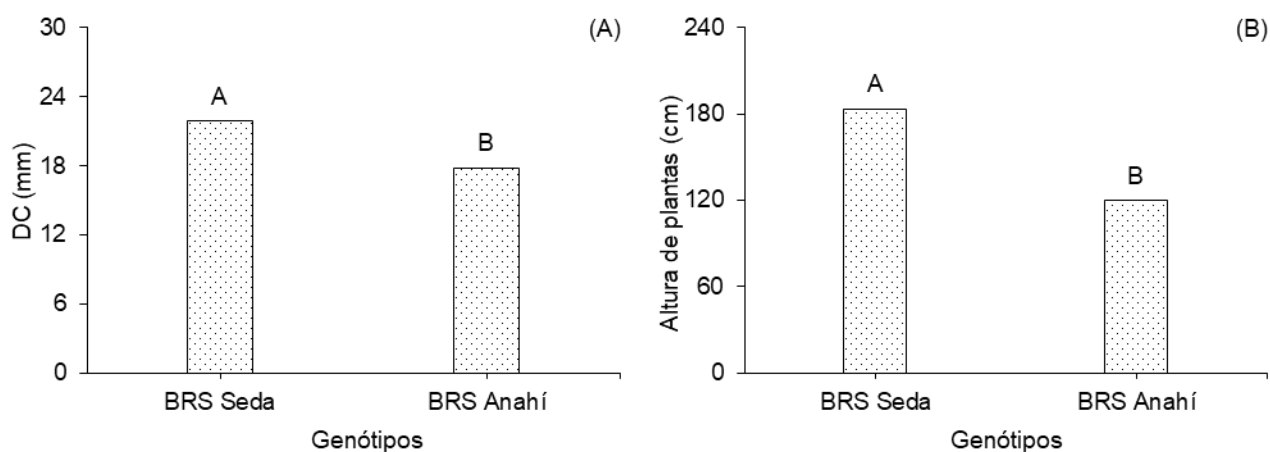 (A)
DC (mm)
30
24
18
12
6
0
A
B
BRS Seda
BRS Anahí
Genótipos
(B)
Altura de plantas (cm)
240
180
120
60
0
A
B
BRS Seda
BRS Anahí
Genótipos